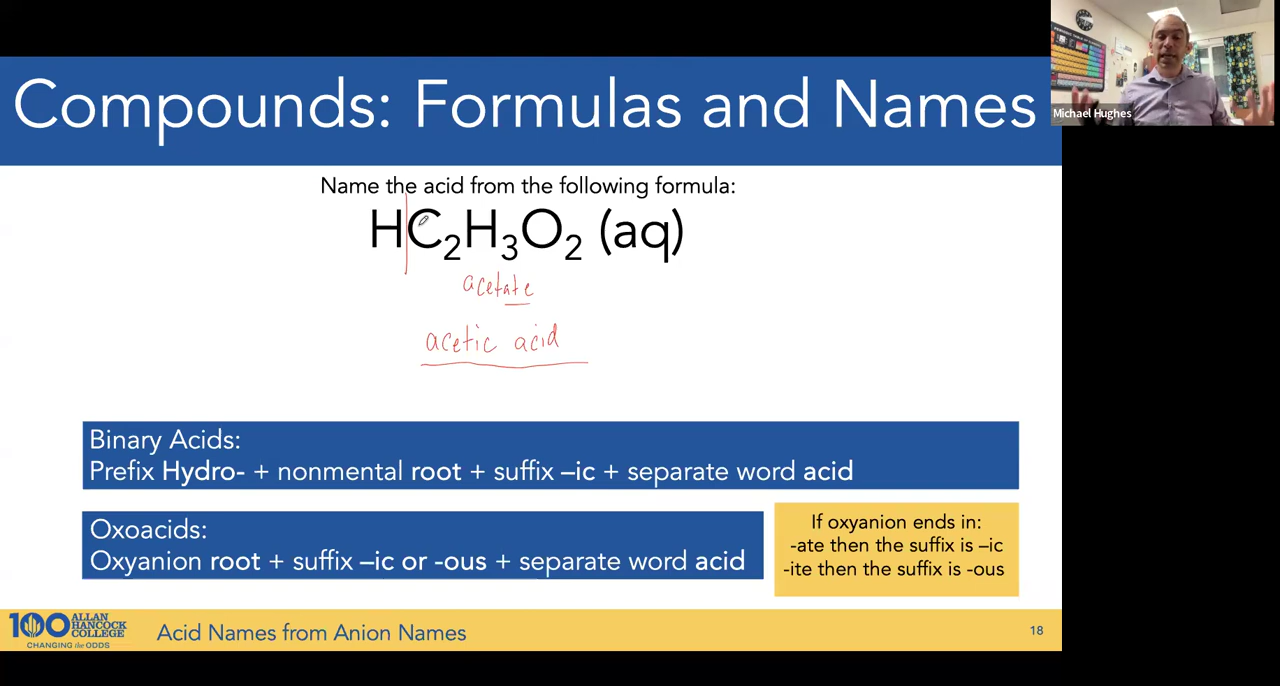 Compounds: Formulas and Names
Michael Hughes
Name the acid from the following formula:
HC₂H₃O₂ (aq)
acetate
acetic acid
Binary Acids:
Prefix Hydro- + nonmental root + suffix –ic + separate word acid
Oxoacids:
Oxyanion root + suffix –ic or -ous + separate word acid
If oxyanion ends in:
-ate then the suffix is –ic
-ite then the suffix is -ous
100 ALLAN
HANCOCK
COLLEGE
CHANGING the ODDS
Acid Names from Anion Names
18